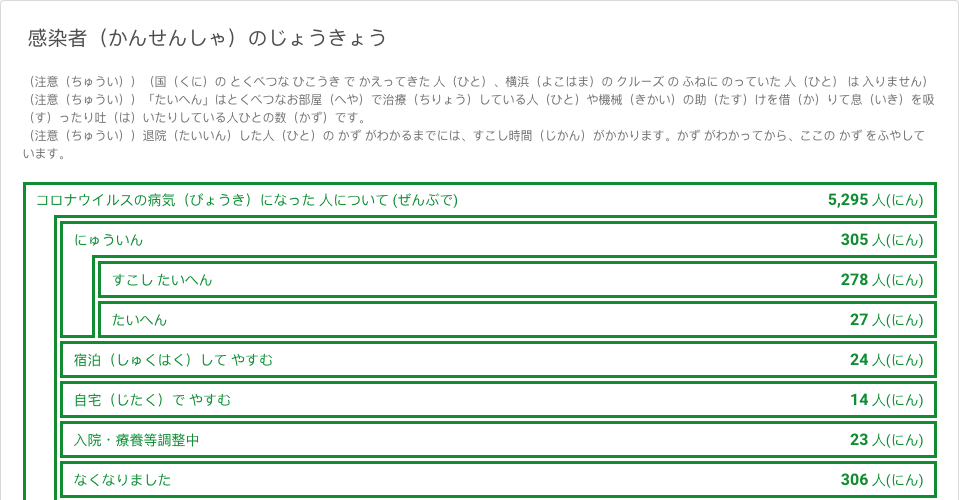 感染者（かんせんしゃ）のじょうきょう
（注意（ちゅうい））（国（くに）の とくべつな ひこうき で かえってきた 人（ひと）、横浜（よこはま）の クルーズ の ふねに のっていた 人（ひと） は 入りません）
（注意（ちゅうい））「たいへん」はとくべつなお部屋（へや）で治療（ちりょう）している人（ひと）や機械（きかい）の助（たす）けを借（か）りて息（いき）を吸
（す）ったり吐（は）いたりしている人ひとの数（かず）です。
（注意（ちゅうい））退院（たいいん）した人（ひと）の かず がわかるまでには、すこし時間（じかん）がかかります。かず がわかってから、ここの かず をふやして
います。
コロナウイルスの病気（びょうき）になった 人について (ぜんぶで) 5,295 人(にん)
にゅういん 305 人(にん)
すこし たいへん 278 人(にん)
たいへん 27 人(にん)
宿泊（しゅくはく）して やすむ 24 人(にん)
自宅（じたく）で やすむ 14 人(にん)
入院・療養等調整中 23 人(にん)
なくなりました 306 人(にん)